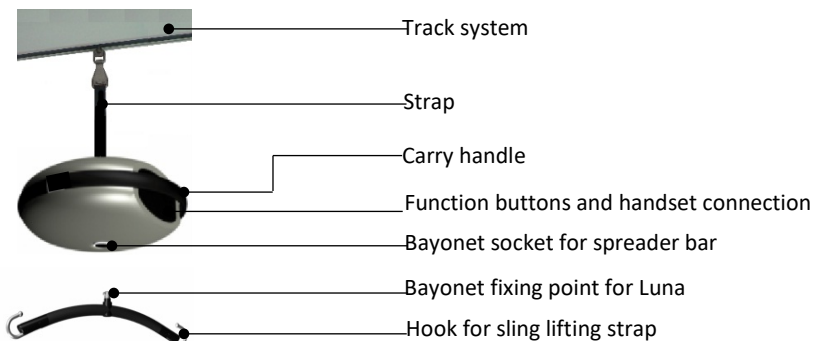 Track system
Strap
Carry handle
Function buttons and handset connection
Bayonet socket for spreader bar
Bayonet fixing point for Luna
Hook for sling lifting strap